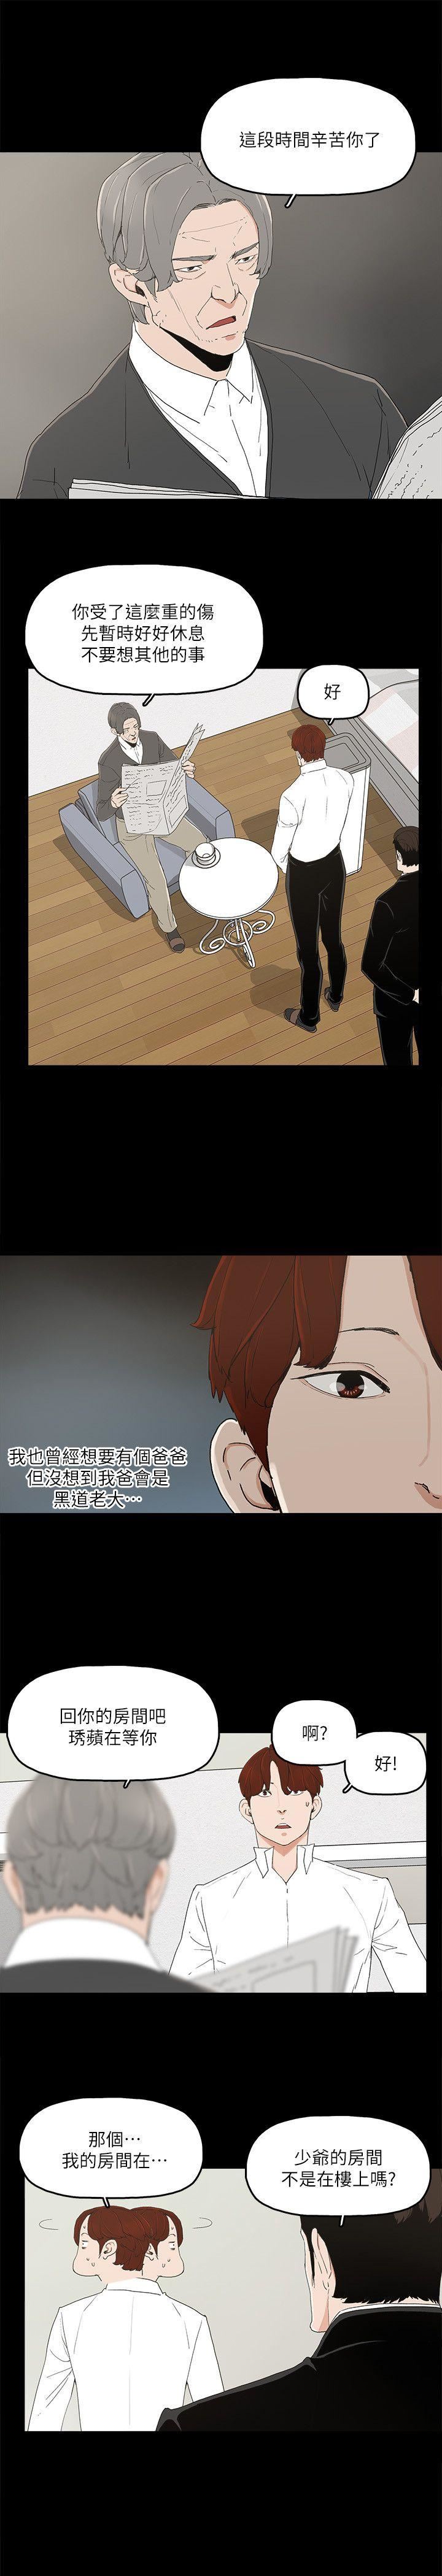 這段時間辛苦你了
你受了這麼重的傷
先暫時好好休息
不要想其他的事
好
我也曾經想要有個爸爸
但沒想到我爸會是
黑道老大…
回你的房間吧
琇蘋在等你
啊?
好!
那個…
我的房間在…
少爺的房間
不是在樓上嗎?